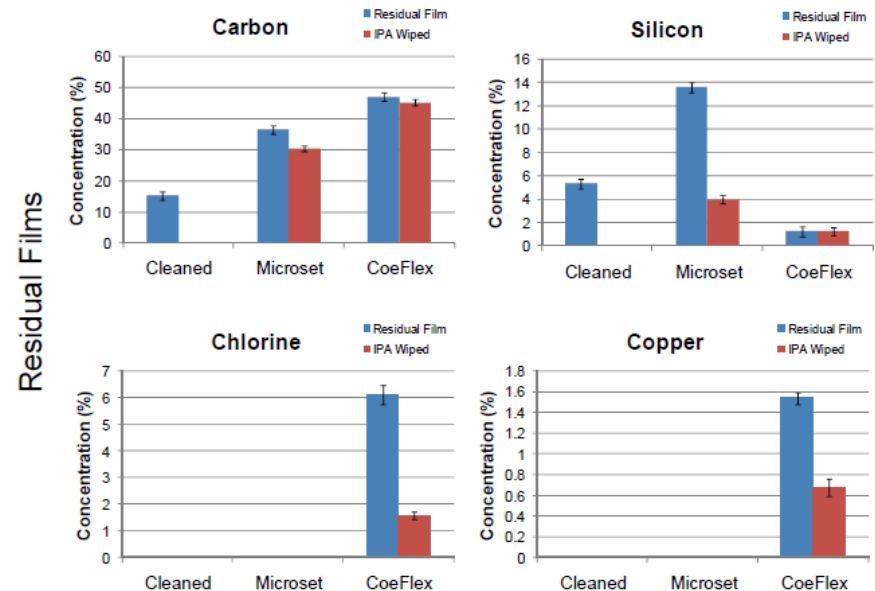 Residual Films
Carbon
Residual Film
IPA Wiped
Concentration (%)
60
50
40
30
20
10
0
Cleaned Microset CoeFlex
Silicon
Residual Film
IPA Wiped
Concentration (%)
16
14
12
10
8
6
4
2
0
Cleaned Microset CoeFlex
Chlorine
Residual Film
IPA Wiped
Concentration (%)
7
6
5
4
3
2
1
0
Cleaned Microset CoeFlex
Copper
Residual Film
IPA Wiped
Concentration (%)
1.8
1.6
1.4
1.2
1
0.8
0.6
0.4
0.2
0
Cleaned Microset CoeFlex